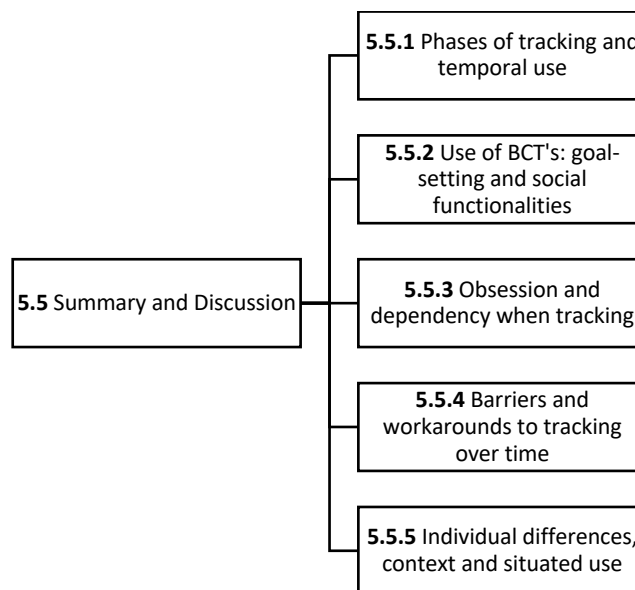 5.5.1 Phases of tracking and
temporal use
5.5.2 Use of BCT's: goal-
setting and social
functionalities
5.5 Summary and Discussion
5.5.3 Obsession and
dependency when tracking
5.5.4 Barriers and
workarounds to tracking
over time
5.5.5 Individual differences,
context and situated use